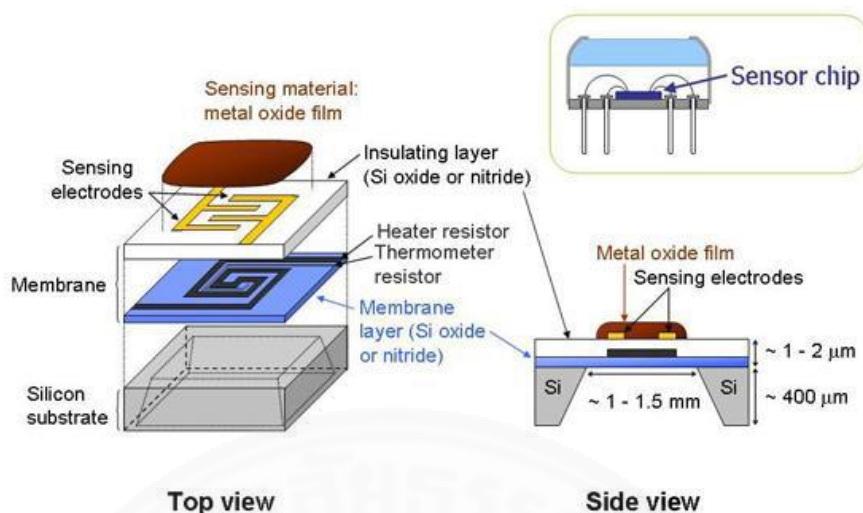 Sensing material:
metal oxide film
Sensing
electrodes
Insulating layer
(Si oxide or nitride)
Heater resistor
Thermometer
resistor
Membrane
Membrane
layer (Si oxide
or nitride)
Silicon
substrate
Top view
Sensor chip
Metal oxide film
Sensing electrodes
~ 1 - 2 μm
Si
Si
~ 1 - 1.5 mm
~ 400 μm
Side view